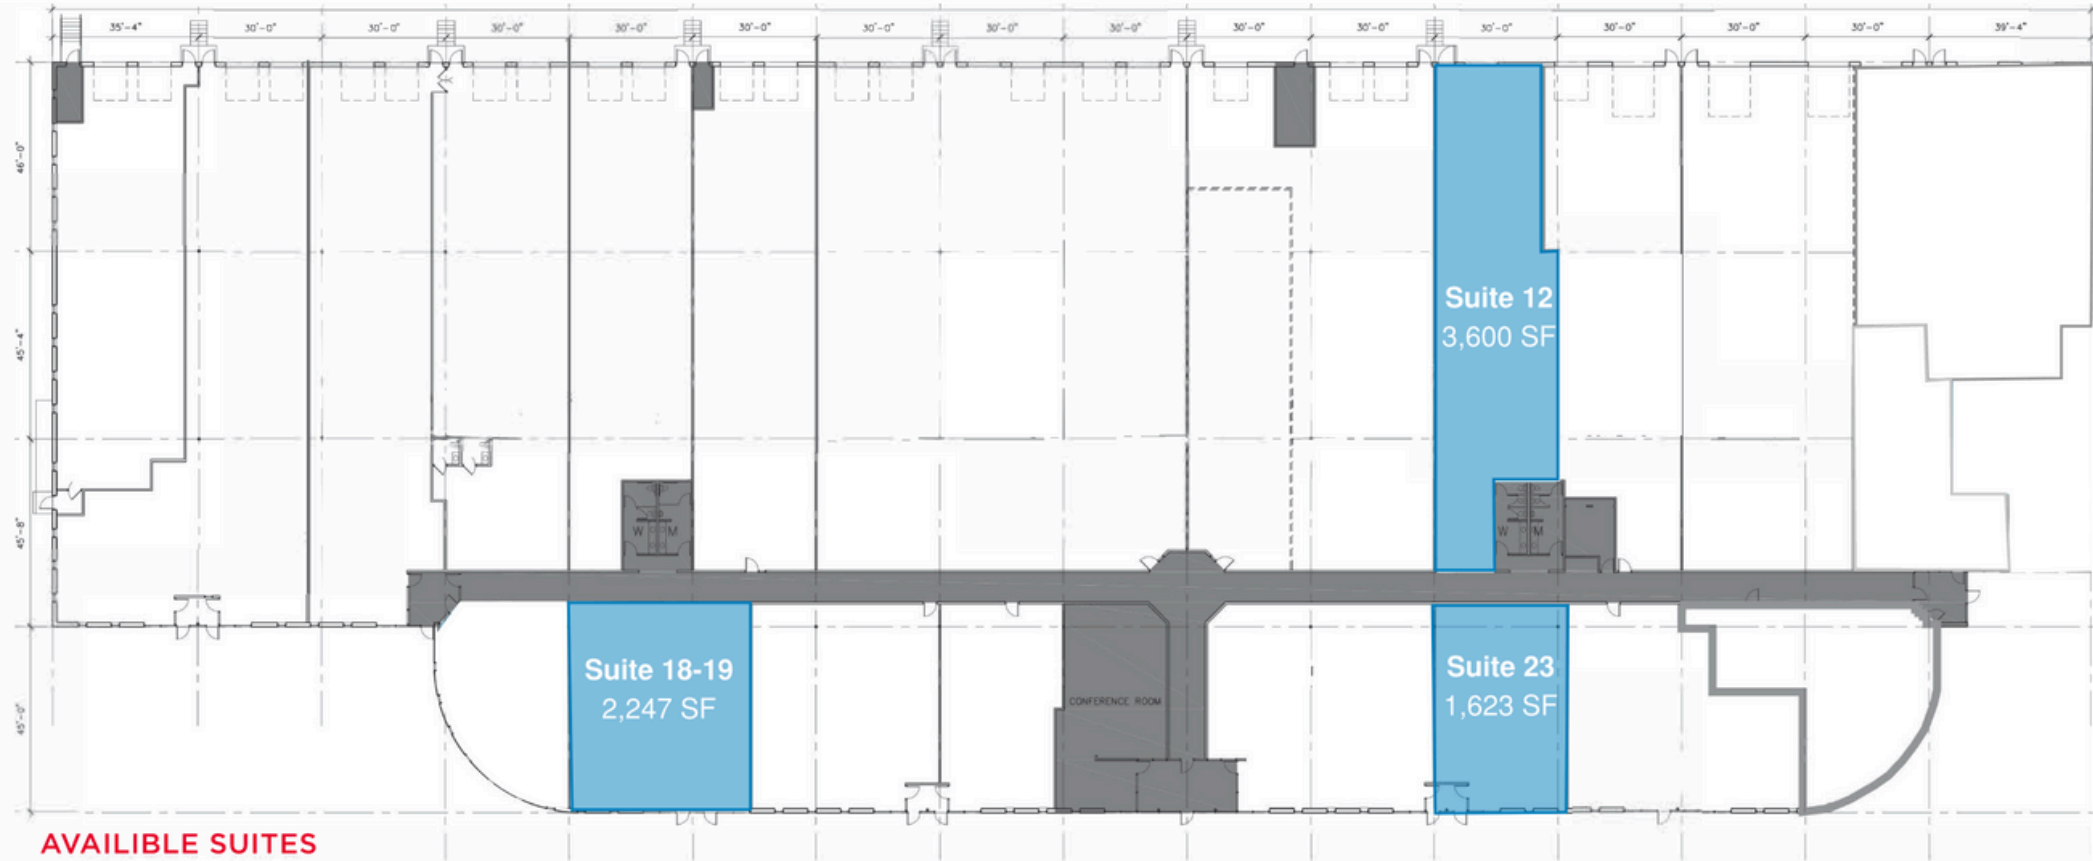 35'-4" 30'-0" 30'-0" 30'-0" 30'-0" 30'-0" 30'-0" 30'-0" 30'-0" 30'-0" 30'-0" 30'-0" 30'-0" 30'-0" 30'-0" 39'-4"
46'-0"
45'-4"
45'-8"
45'-0"
Suite 12
3,600 SF
W M
W M
Suite 18-19
2,247 SF
CONFERENCE ROOM
Suite 23
1,623 SF
AVAILIBLE SUITES